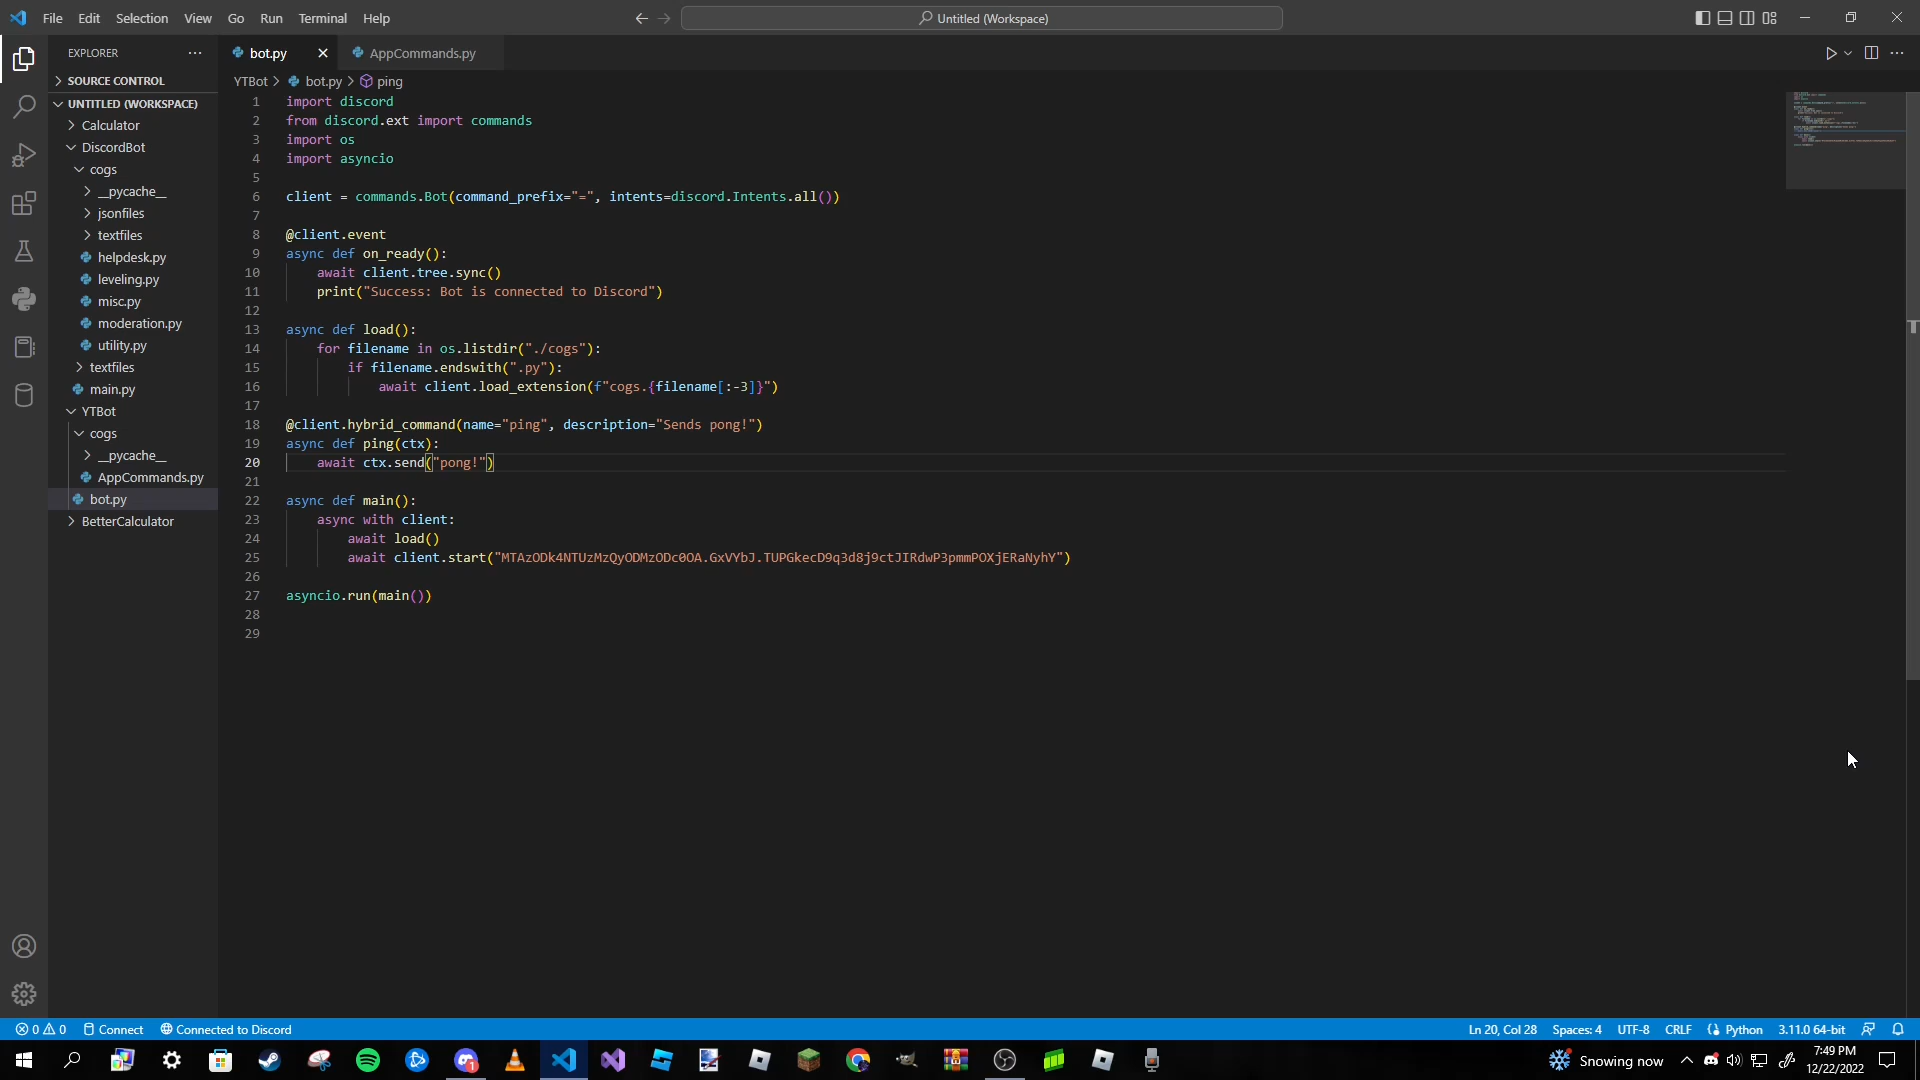 File Edit Selection View Go Run Terminal Help
Untitled (Workspace)
EXPLORER
SOURCE CONTROL
UNTITLED (WORKSPACE)
Calculator
DiscordBot
cogs
__pycache__
jsonfiles
textfiles
helpdesk.py
leveling.py
misc.py
moderation.py
utility.py
textfiles
main.py
YTBot
cogs
__pycache__
AppCommands.py
bot.py
BetterCalculator
bot.py AppCommands.py
YTBot > bot.py > ping
1 import discord
2 from discord.ext import commands
3 import os
4 import asyncio
5
6 client = commands.Bot(command_prefix="=", intents=discord.Intents.all())
7
8 @client.event
9 async def on_ready():
10 await client.tree.sync()
11 print("Success: Bot is connected to Discord")
12
13 async def load():
14 for filename in os.listdir("./cogs"):
15 if filename.endswith(".py"):
16 await client.load_extension(f"cogs.{filename[:-3]}")
17
18 @client.hybrid_command(name="ping", description="Sends pong!")
19 async def ping(ctx):
20 await ctx.send("pong!")
21
22 async def main():
23 async with client:
24 await load()
25 await client.start("MTAzODk4NTUzMzQyODMzODc0OA.GxVYbJ.TUPGkecD9q3d8j9ctJIRdwP3pmmPOXjERaNyhY")
26
27 asyncio.run(main())
28
29
0 0 Connect Connected to Discord
Ln 20, Col 28 Spaces: 4 UTF-8 CRLF Python 3.11.0 64-bit
1
Snowing now
7:49 PM
12/22/2022